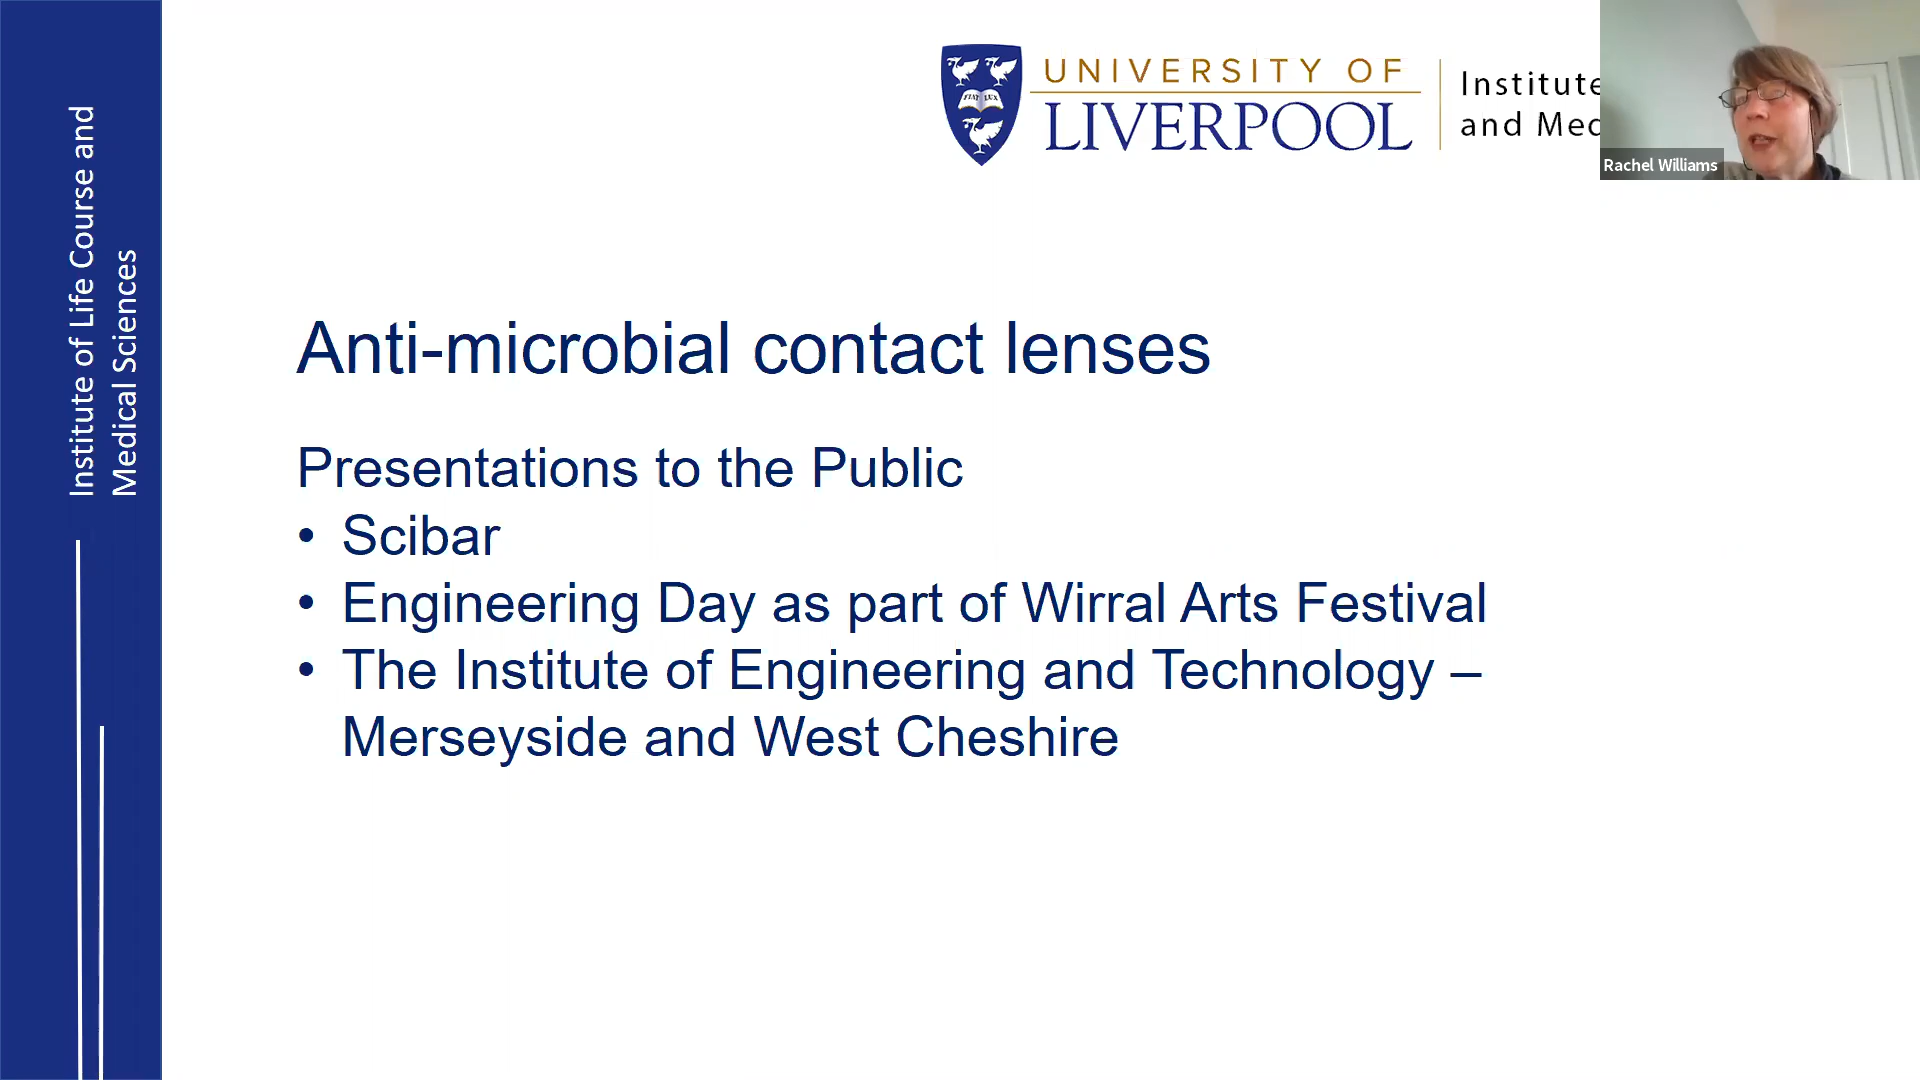 Institute of Life Course and
Medical Sciences
FIAT LUX
UNIVERSITY OF
LIVERPOOL
Institute
and Med
Rachel Williams
Anti-microbial contact lenses
Presentations to the Public
• Scibar
• Engineering Day as part of Wirral Arts Festival
• The Institute of Engineering and Technology –
Merseyside and West Cheshire